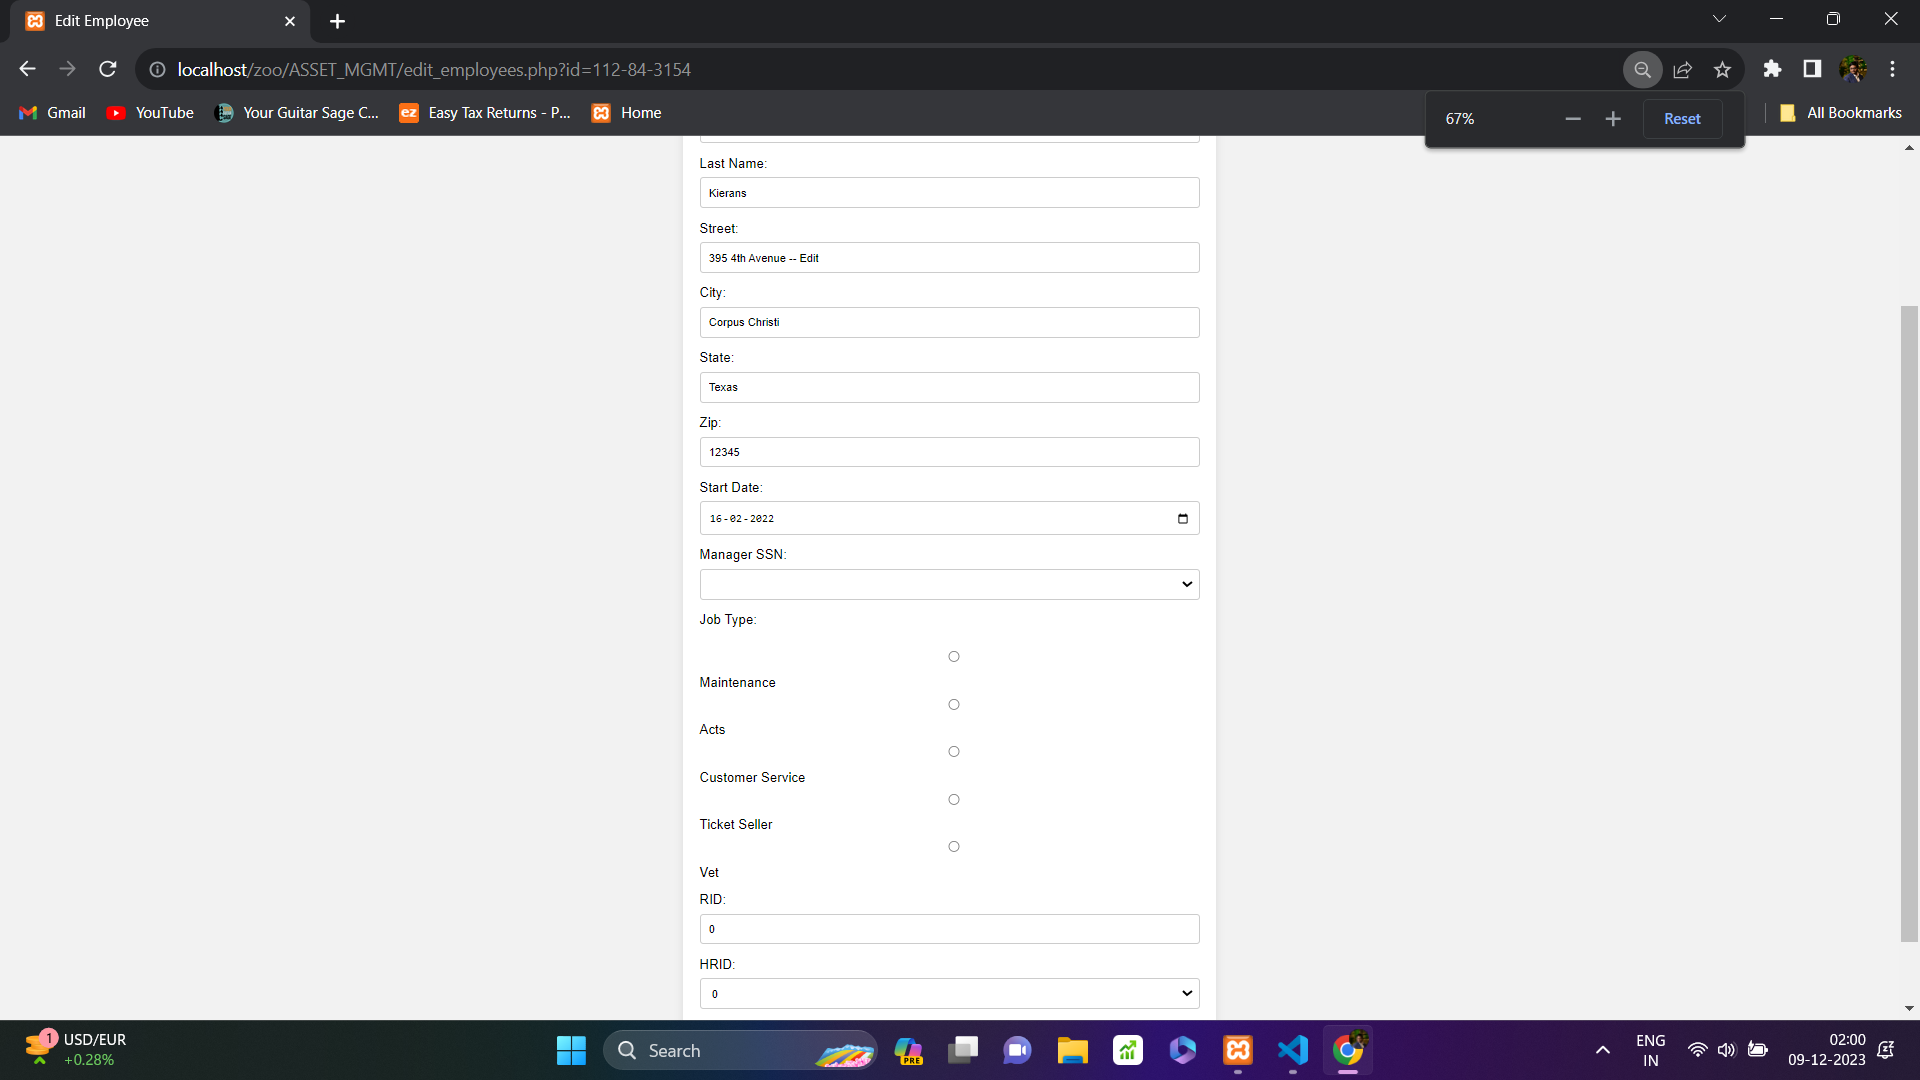 Edit Employee
localhost/zoo/ASSET_MGMT/edit_employees.php?id=112-84-3154
Gmail
YouTube
Your Guitar Sage C...
ez
Easy Tax Returns - P...
Home
67%
Reset
All Bookmarks
Last Name:
Kierans
Street:
395 4th Avenue -- Edit
City:
Corpus Christi
State:
Texas
Zip:
12345
Start Date:
16-02-2022
Manager SSN:
Job Type:
Maintenance
Acts
Customer Service
Ticket Seller
Vet
RID:
0
HRID:
0
1
USD/EUR
+0.28%
Search
PRE
ENG
IN
02:00
09-12-2023